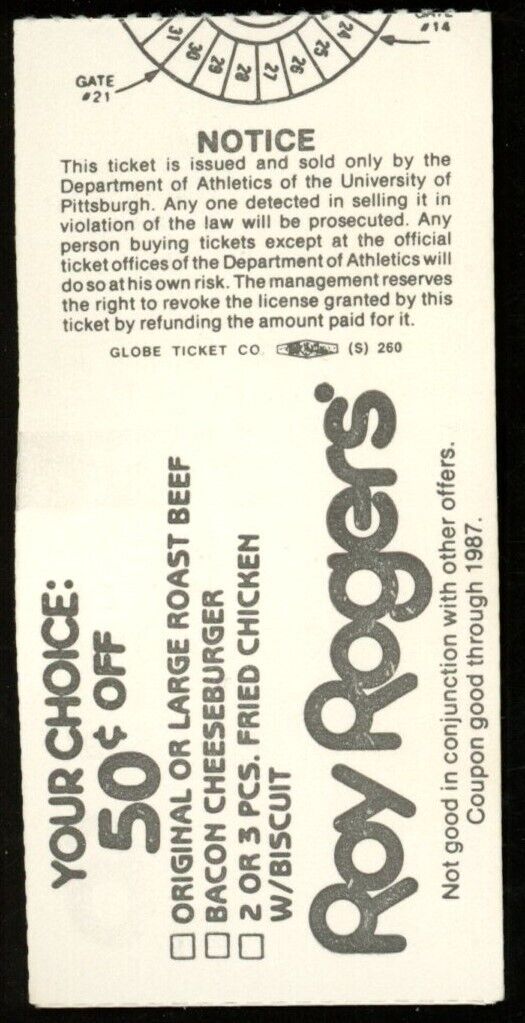 31
30
29
28
27
26
25
24
GATE
#14
GATE
#21
NOTICE
This ticket is issued and sold only by the
Department of Athletics of the University of
Pittsburgh. Any one detected in selling it in
violation of the law will be prosecuted. Any
person buying tickets except at the official
ticket offices of the Department of Athletics will
do so at his own risk. The management reserves
the right to revoke the license granted by this
ticket by refunding the amount paid for it.
GLOBE TICKET CO. (S) 260
YOUR CHOICE:
50¢ OFF
ORIGINAL OR LARGE ROAST BEEF
BACON CHEESEBURGER
2 OR 3 PCS. FRIED CHICKEN
W/BISCUIT
Roy Rogers
Not good in conjunction with other offers.
Coupon good through 1987.